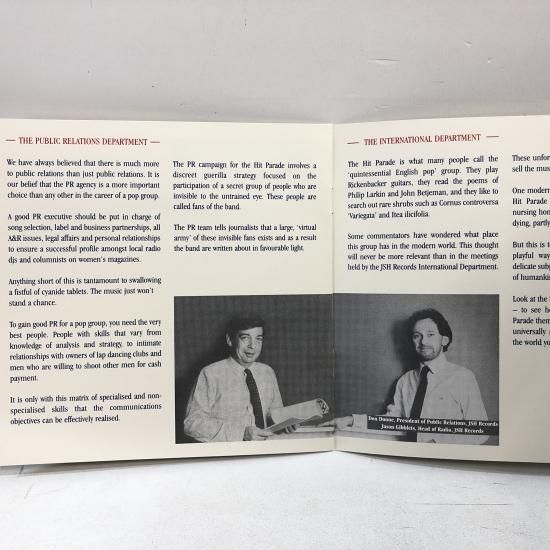 THE PUBLIC RELATIONS DEPARTMENT
We have always believed that there is much more
to public relations than just public relations. It is
our belief that the PR agency is a more important
choice than any other in the career of a pop group.
A good PR executive should be put in charge of
song selection, label and business partnerships, all
A&R issues, legal affairs and personal relationships
to ensure a successful profile amongst local radio
djs and columnists on women's magazines.
Anything short of this is tantamount to swallowing
a fistful of cyanide tablets. The music just won't
stand a chance.
To gain good PR for a pop group, you need the very
best people. People with skills that vary from
knowledge of analysis and strategy, to intimate
relationships with owners of lap dancing clubs and
men who are willing to shoot other men for cash
payment.
It is only with this matrix of specialised and non-
specialised skills that the communications
objectives can be effectively realised.
The PR campaign for the Hit Parade involves a
discreet guerilla strategy focused on the
participation of a secret group of people who are
invisible to the untrained eye. These people are
called fans of the band.
The PR team tells journalists that a large, 'virtual
army' of these invisible fans exists and as a result
the band are written about in favourable light.
THE INTERNATIONAL DEPARTMENT
The Hit Parade is what many people call the
'quintessential English pop' group. They play
Rickenbacker guitars, they read the poems of
Philip Larkin and John Betjeman, and they like to
search out rare shrubs such as Cornus controversa
'Variegata' and Itea ilicifolia.
Some commentators have wondered what place
this group has in the modern world. This thought
will never be more relevant than in the meetings
held by the JSH Records International Department.
Don Donne, President of Public Relations, JSH Records
Jason Gibblets, Head of Radio, JSH Records
These unfor
sell the mus
One modern
Hit Parade
nursing hom
dying, partly
But this is t
playful way
delicate subj
of humankin
Look at the
– to see h
Parade them
universally
the world yo